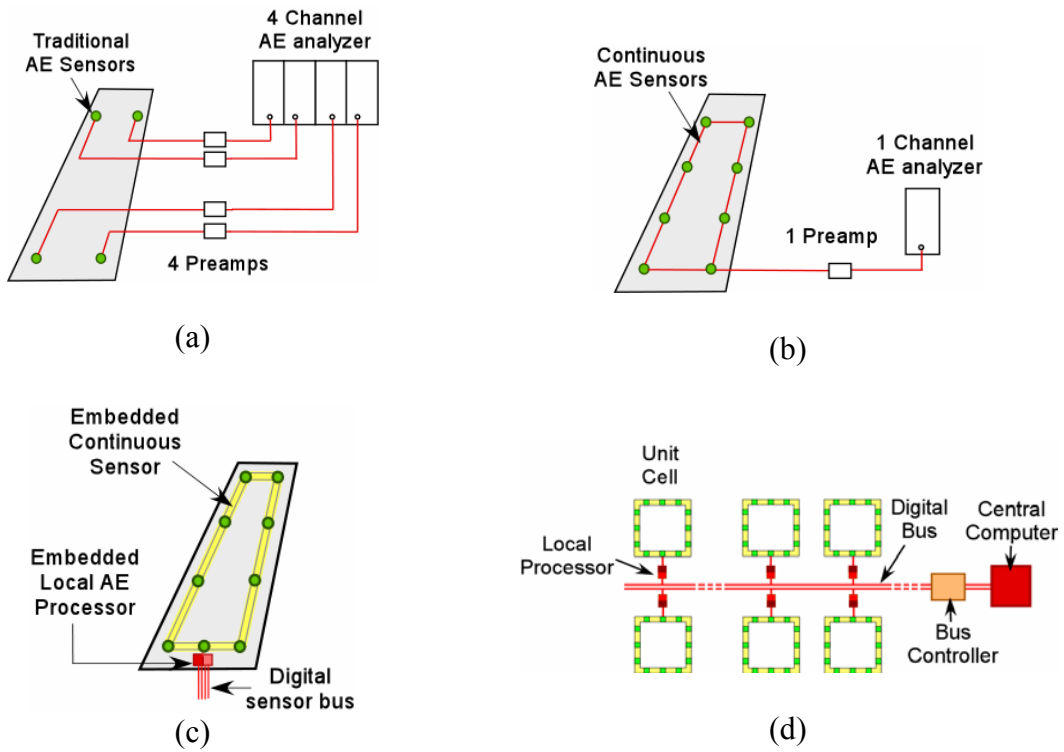 Traditional
AE Sensors
4 Channel
AE analyzer
4 Preamps
(a)
Continuous
AE Sensors
1 Channel
AE analyzer
1 Preamp
(b)
Embedded
Continuous
Sensor
Embedded
Local AE
Processor
Digital
sensor bus
(c)
Unit
Cell
Local
Processor
Digital
Bus
Central
Computer
Bus
Controller
(d)